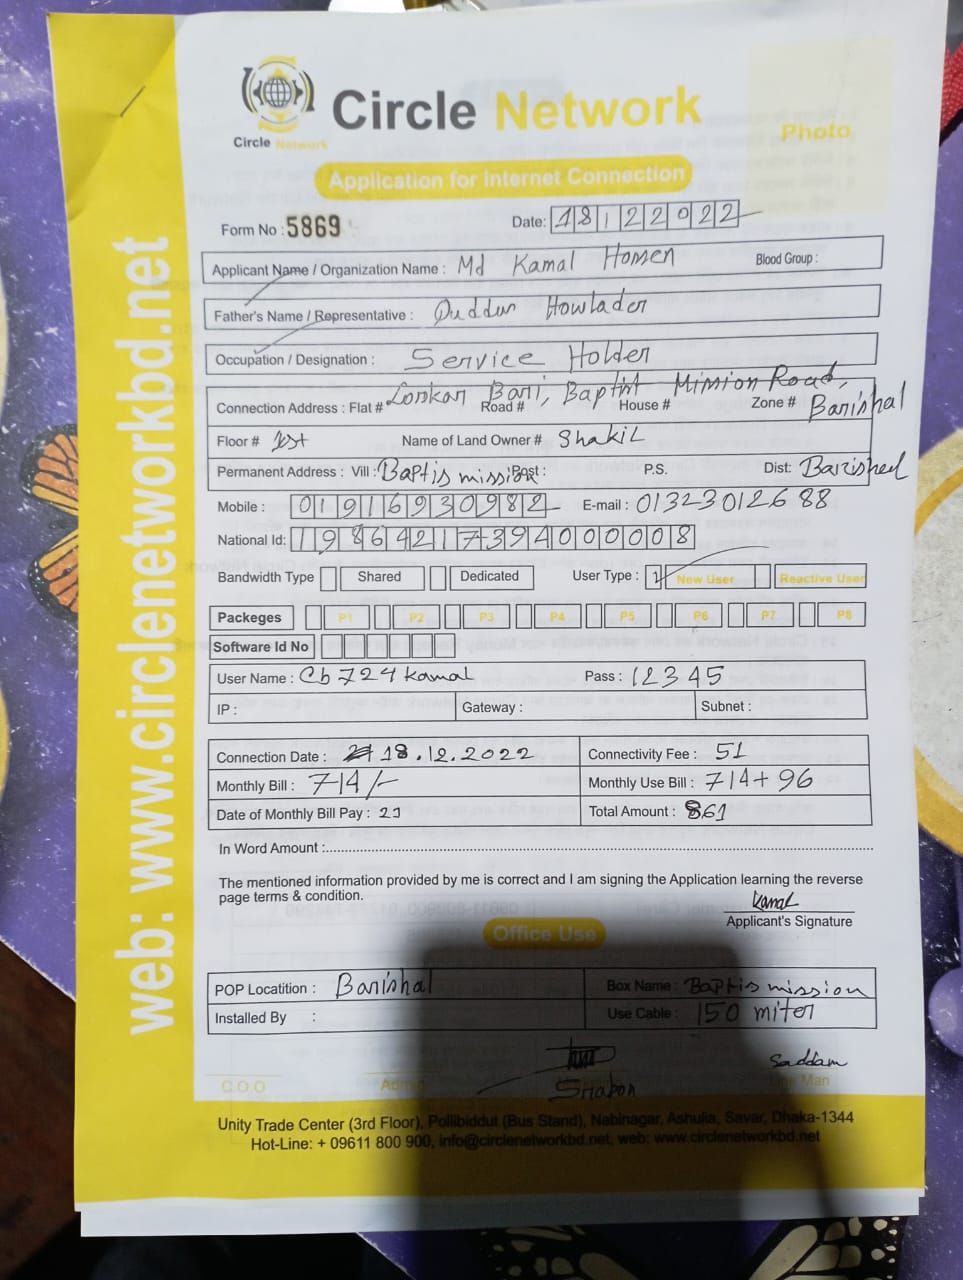 Circle Network
Circle Network
Photo
Application for Internet Connection
Form No : 5869
Date: 18122022
Applicant Name / Organization Name : Md Kamal Hossen
Blood Group :
Father's Name / Representative : Duddur Howlader
Occupation / Designation : Service Holder
Connection Address : Flat # Lonkar Bari, Baptist Mission Road, Road # House # Zone # Barishal
Floor # 1st Name of Land Owner # Shakil
Permanent Address : Vill : Baptis mission Post : P.S. Dist: Barishal
Mobile : 01916930982 E-mail : 01323012688
National Id: 19864217394000008
Bandwidth Type Shared Dedicated User Type : New User Reactive User
Packeges P1 P2 P3 P4 P5 P6 P7 P8
Software Id No
User Name : Cb724kamal Pass : 12345
IP : Gateway : Subnet :
Connection Date : 18.12.2022 Connectivity Fee : 51
Monthly Bill : 714/- Monthly Use Bill : 714+96
Date of Monthly Bill Pay : Total Amount : 861
In Word Amount :
The mentioned information provided by me is correct and I am signing the Application learning the reverse
page terms & condition.
Kamal
Applicant's Signature
Office Use
POP Locatition : Barishal Box Name : Baptis mission
Installed By : Use Cable : 150 miter
Shapon Saddam
C.O.O Admin Line Man
Unity Trade Center (3rd Floor), Pollibiddut (Bus Stand), Nabinagar, Ashulia, Savar, Dhaka-1344
Hot-Line: + 09611 800 900, info@circlenetworkbd.net, web: www.circlenetworkbd.net
web: www.circlenetworkbd.net